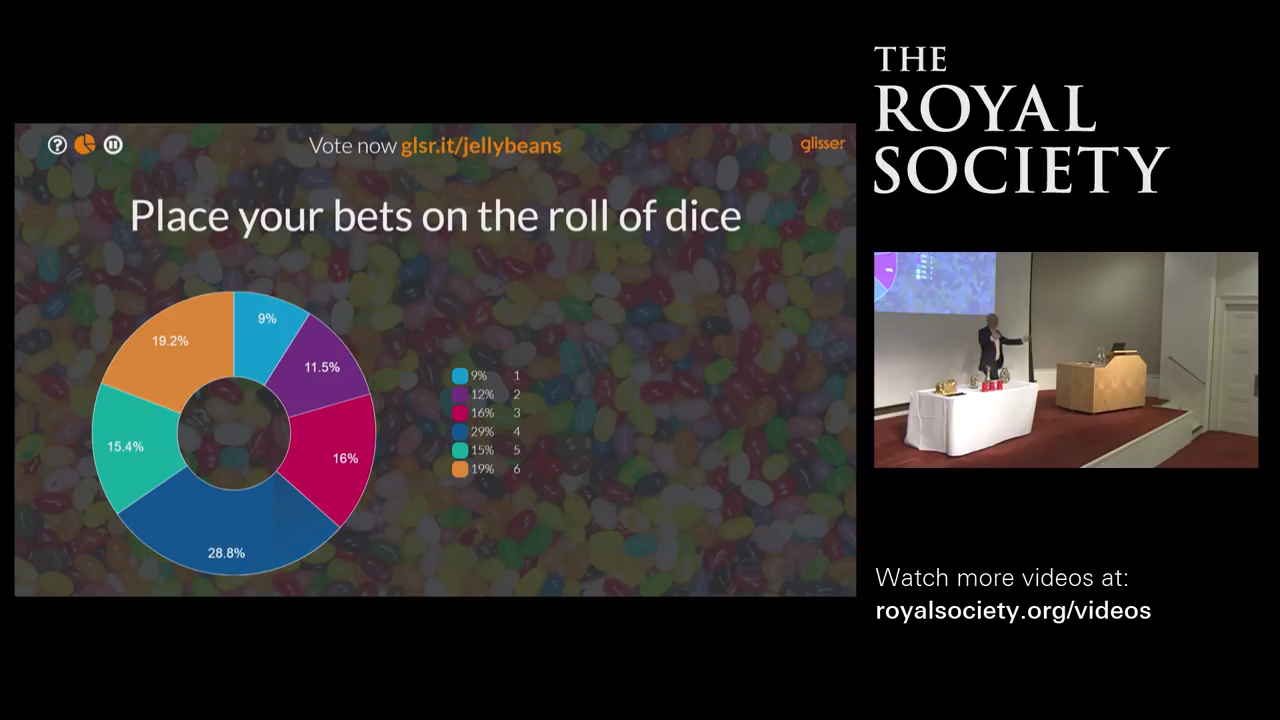 Vote now glsr.it/jellybeans
glisser
Place your bets on the roll of dice
9%
11.5%
16%
28.8%
15.4%
19.2%
9% 1
12% 2
16% 3
29% 4
15% 5
19% 6
THE
ROYAL
SOCIETY
Watch more videos at:
royalsociety.org/videos